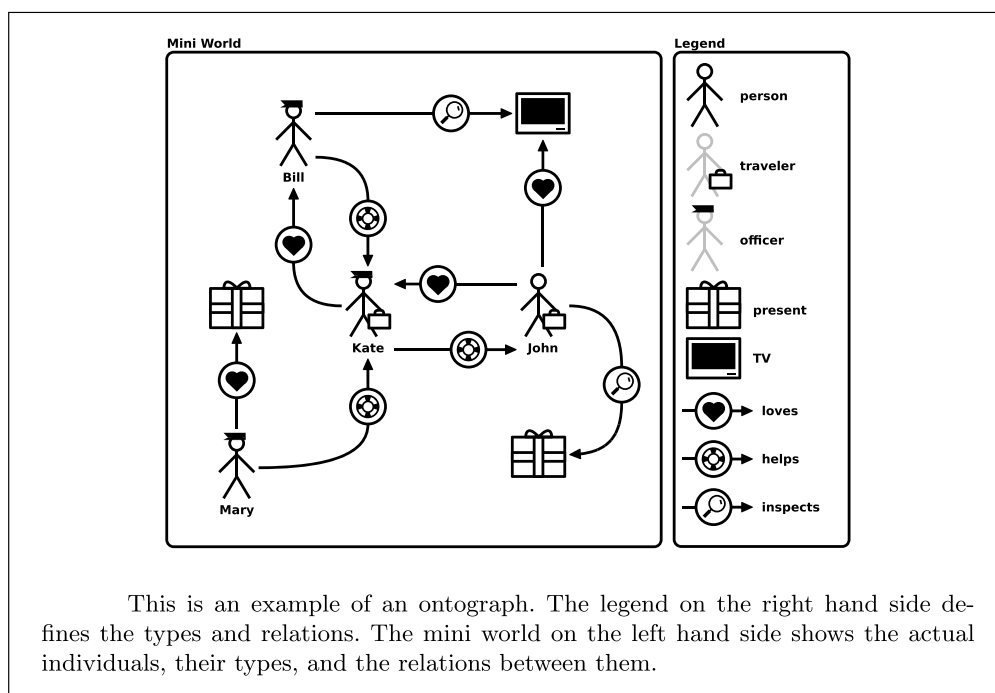 Mini World
Legend
person
traveler
officer
present
TV
loves
helps
inspects
Bill
Kate
John
Mary
This is an example of an ontograph. The legend on the right hand side de-
fines the types and relations. The mini world on the left hand side shows the actual
individuals, their types, and the relations between them.